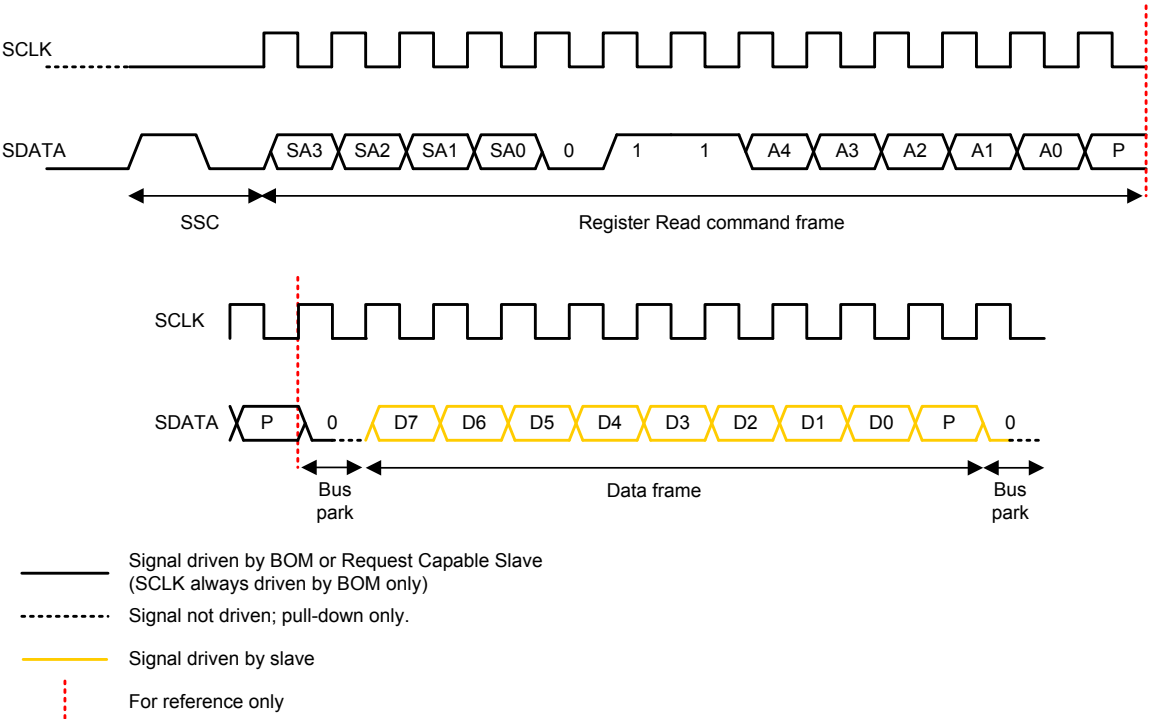 SCLK
SDATA SA3 SA2 SA1 SA0 0 1 1 A4 A3 A2 A1 A0 P
SSC Register Read command frame
SCLK
SDATA P 0 D7 D6 D5 D4 D3 D2 D1 D0 P 0
Bus park Data frame Bus park
Signal driven by BOM or Request Capable Slave
(SCLK always driven by BOM only)
Signal not driven; pull-down only.
Signal driven by slave
For reference only